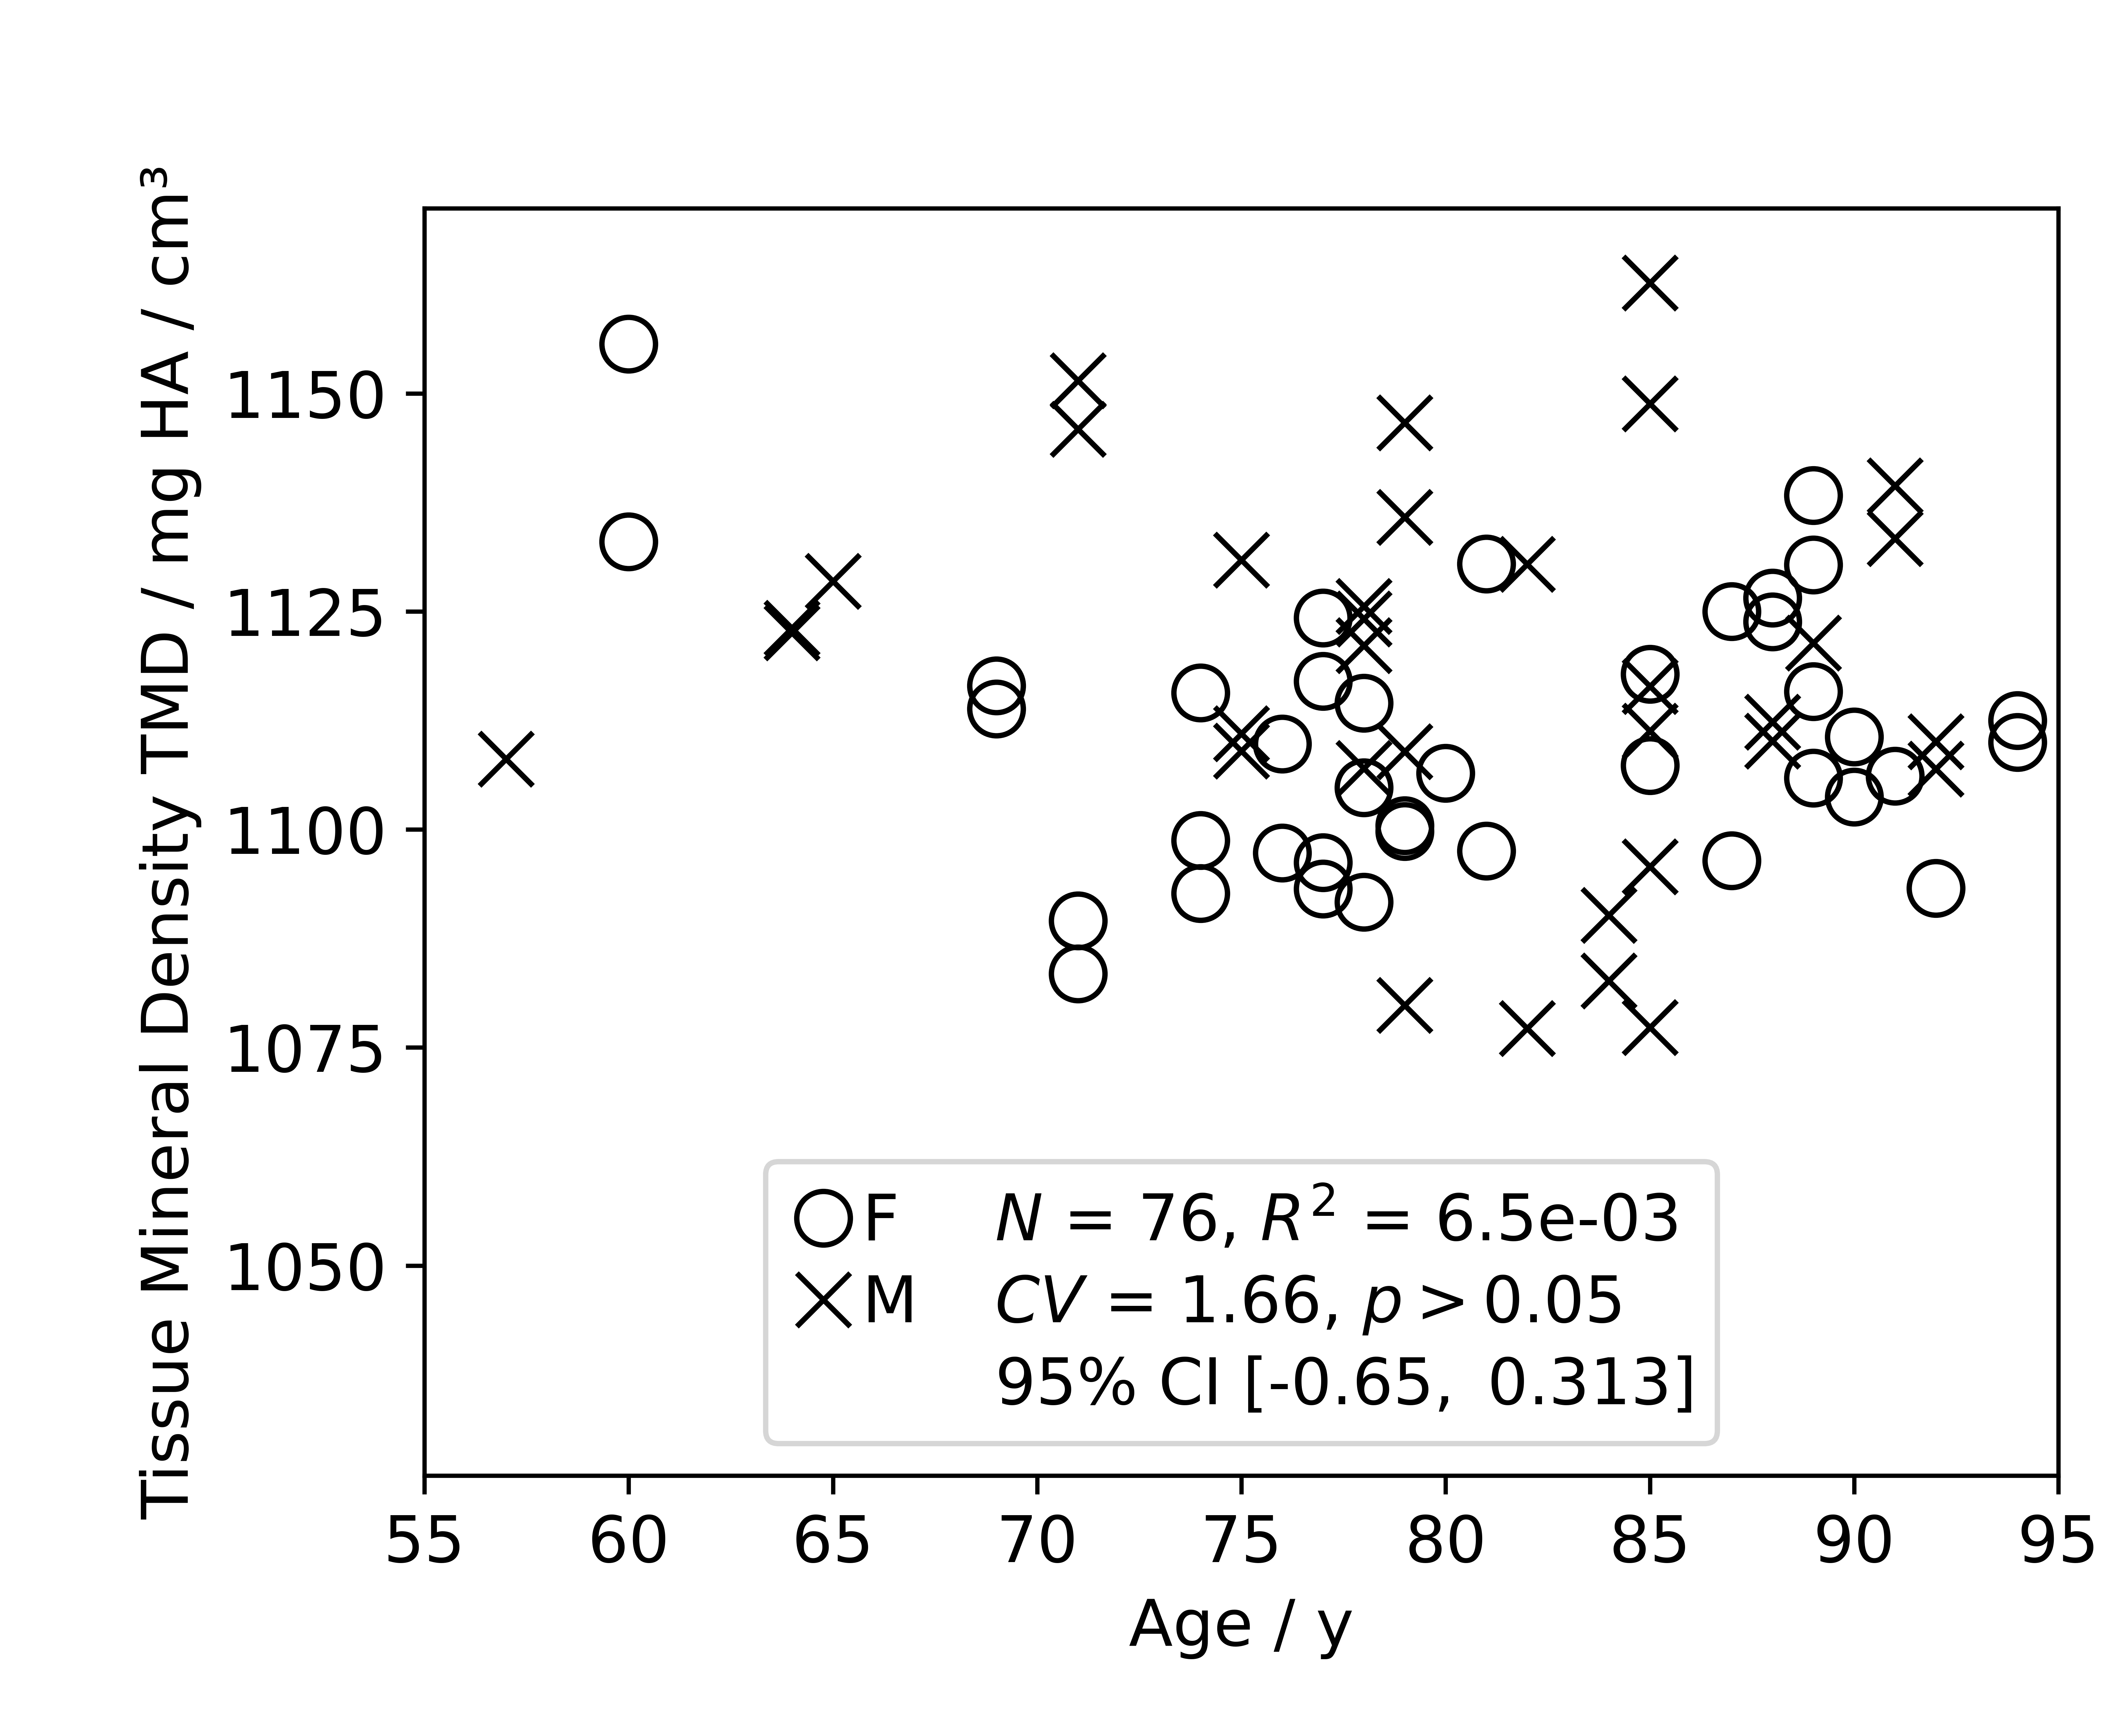 Tissue Mineral Density TMD / mg HA / cm³
1150
1125
1100
1075
1050
F N = 76, R² = 6.5e-03
M CV = 1.66, p > 0.05
95% CI [-0.65, 0.313]
55 60 65 70 75 80 85 90 95
Age / y